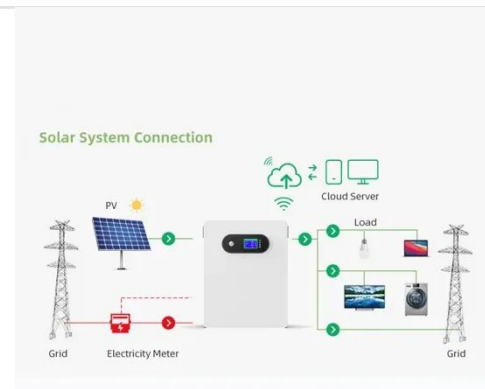 Solar System Connection
Cloud Server
PV
Load
Grid
Electricity Meter
Grid